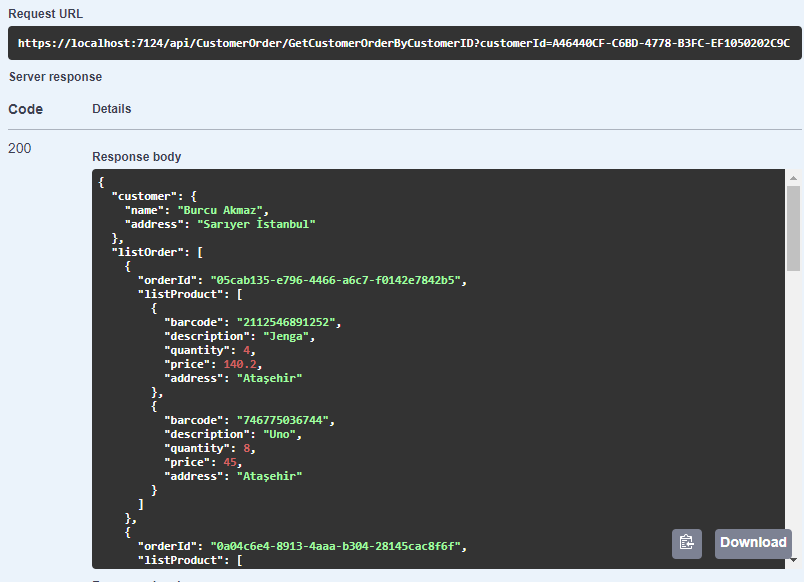 Request URL
https://localhost:7124/api/CustomerOrder/GetCustomerOrderByCustomerID?customerId=A46440CF-C6BD-4778-B3FC-EF1050202C9C
Server response
Code Details
200
Response body
{
"customer": {
"name": "Burcu Akmaz",
"address": "Sarıyer İstanbul"
},
"listOrder": [
{
"orderId": "05cab135-e796-4466-a6c7-f0142e7842b5",
"listProduct": [
{
"barcode": "2112546891252",
"description": "Jenga",
"quantity": 4,
"price": 140.2,
"address": "Ataşehir"
},
{
"barcode": "746775036744",
"description": "Uno",
"quantity": 8,
"price": 45,
"address": "Ataşehir"
}
]
},
{
"orderId": "0a04c6e4-8913-4aaa-b304-28145cac8f6f",
"listProduct": [
Download